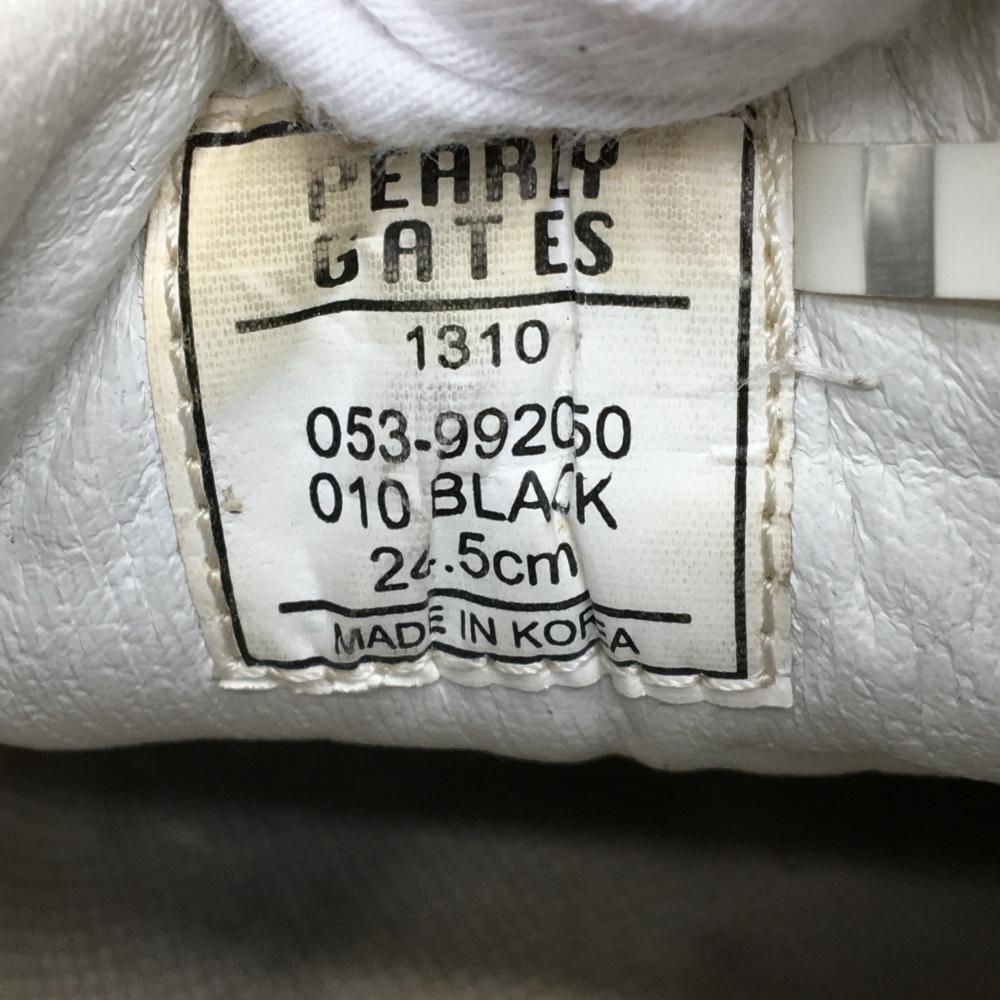 PEARLY
GATES
1310
053-992050
010 BLACK
24.5cm
MADE IN KOREA